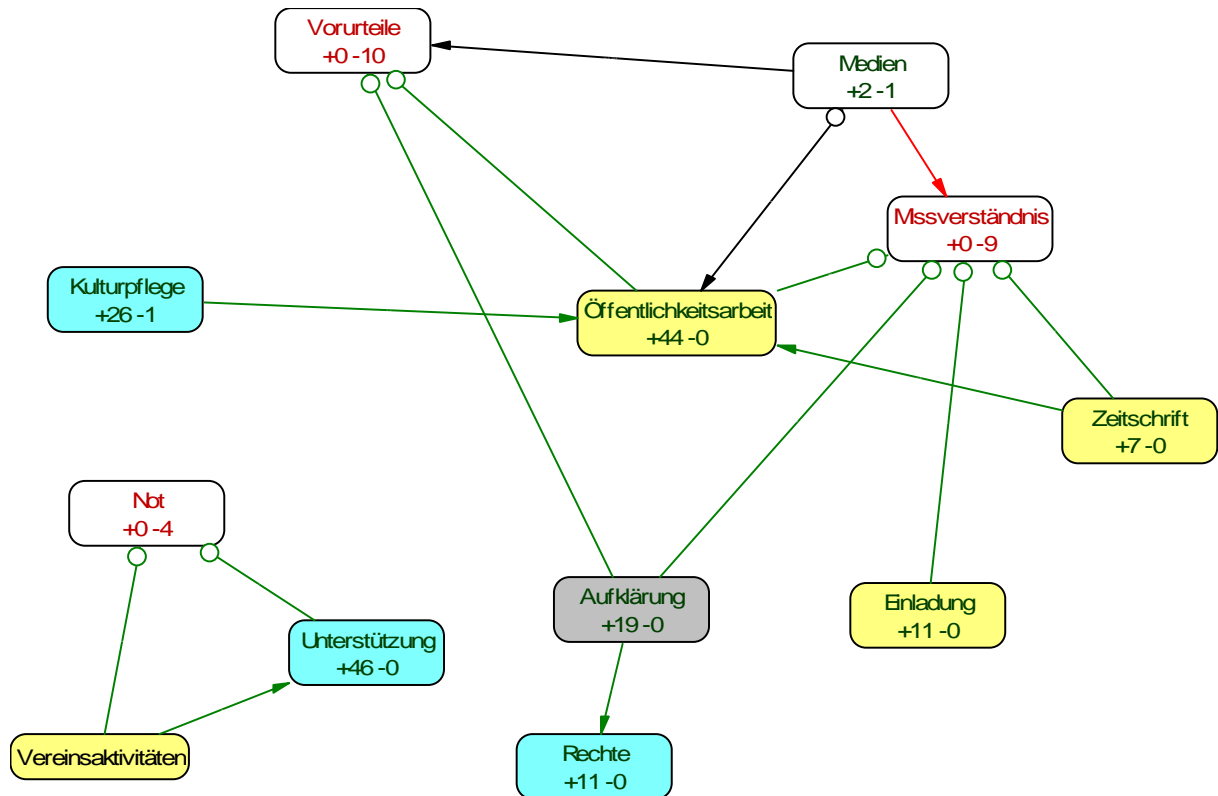 Vorurteile
+0 -10
Medien
+2 -1
Mssverständnis
+0 -9
Kulturpflege
+26 -1
Öffentlichkeitsarbeit
+44 -0
Zeitschrift
+7 -0
Not
+0 -4
Aufklärung
+19 -0
Einladung
+11 -0
Unterstützung
+46 -0
Vereinsaktivitäten
Rechte
+11 -0